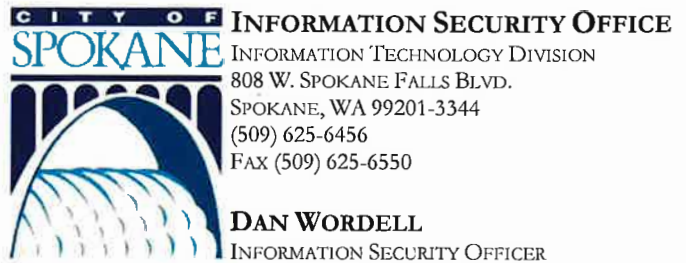 CITY OF
SPOKANE
INFORMATION SECURITY OFFICE
INFORMATION TECHNOLOGY DIVISION
808 W. SPOKANE FALLS BLVD.
SPOKANE, WA 99201-3344
(509) 625-6456
FAX (509) 625-6550
DAN WORDELL
INFORMATION SECURITY OFFICER